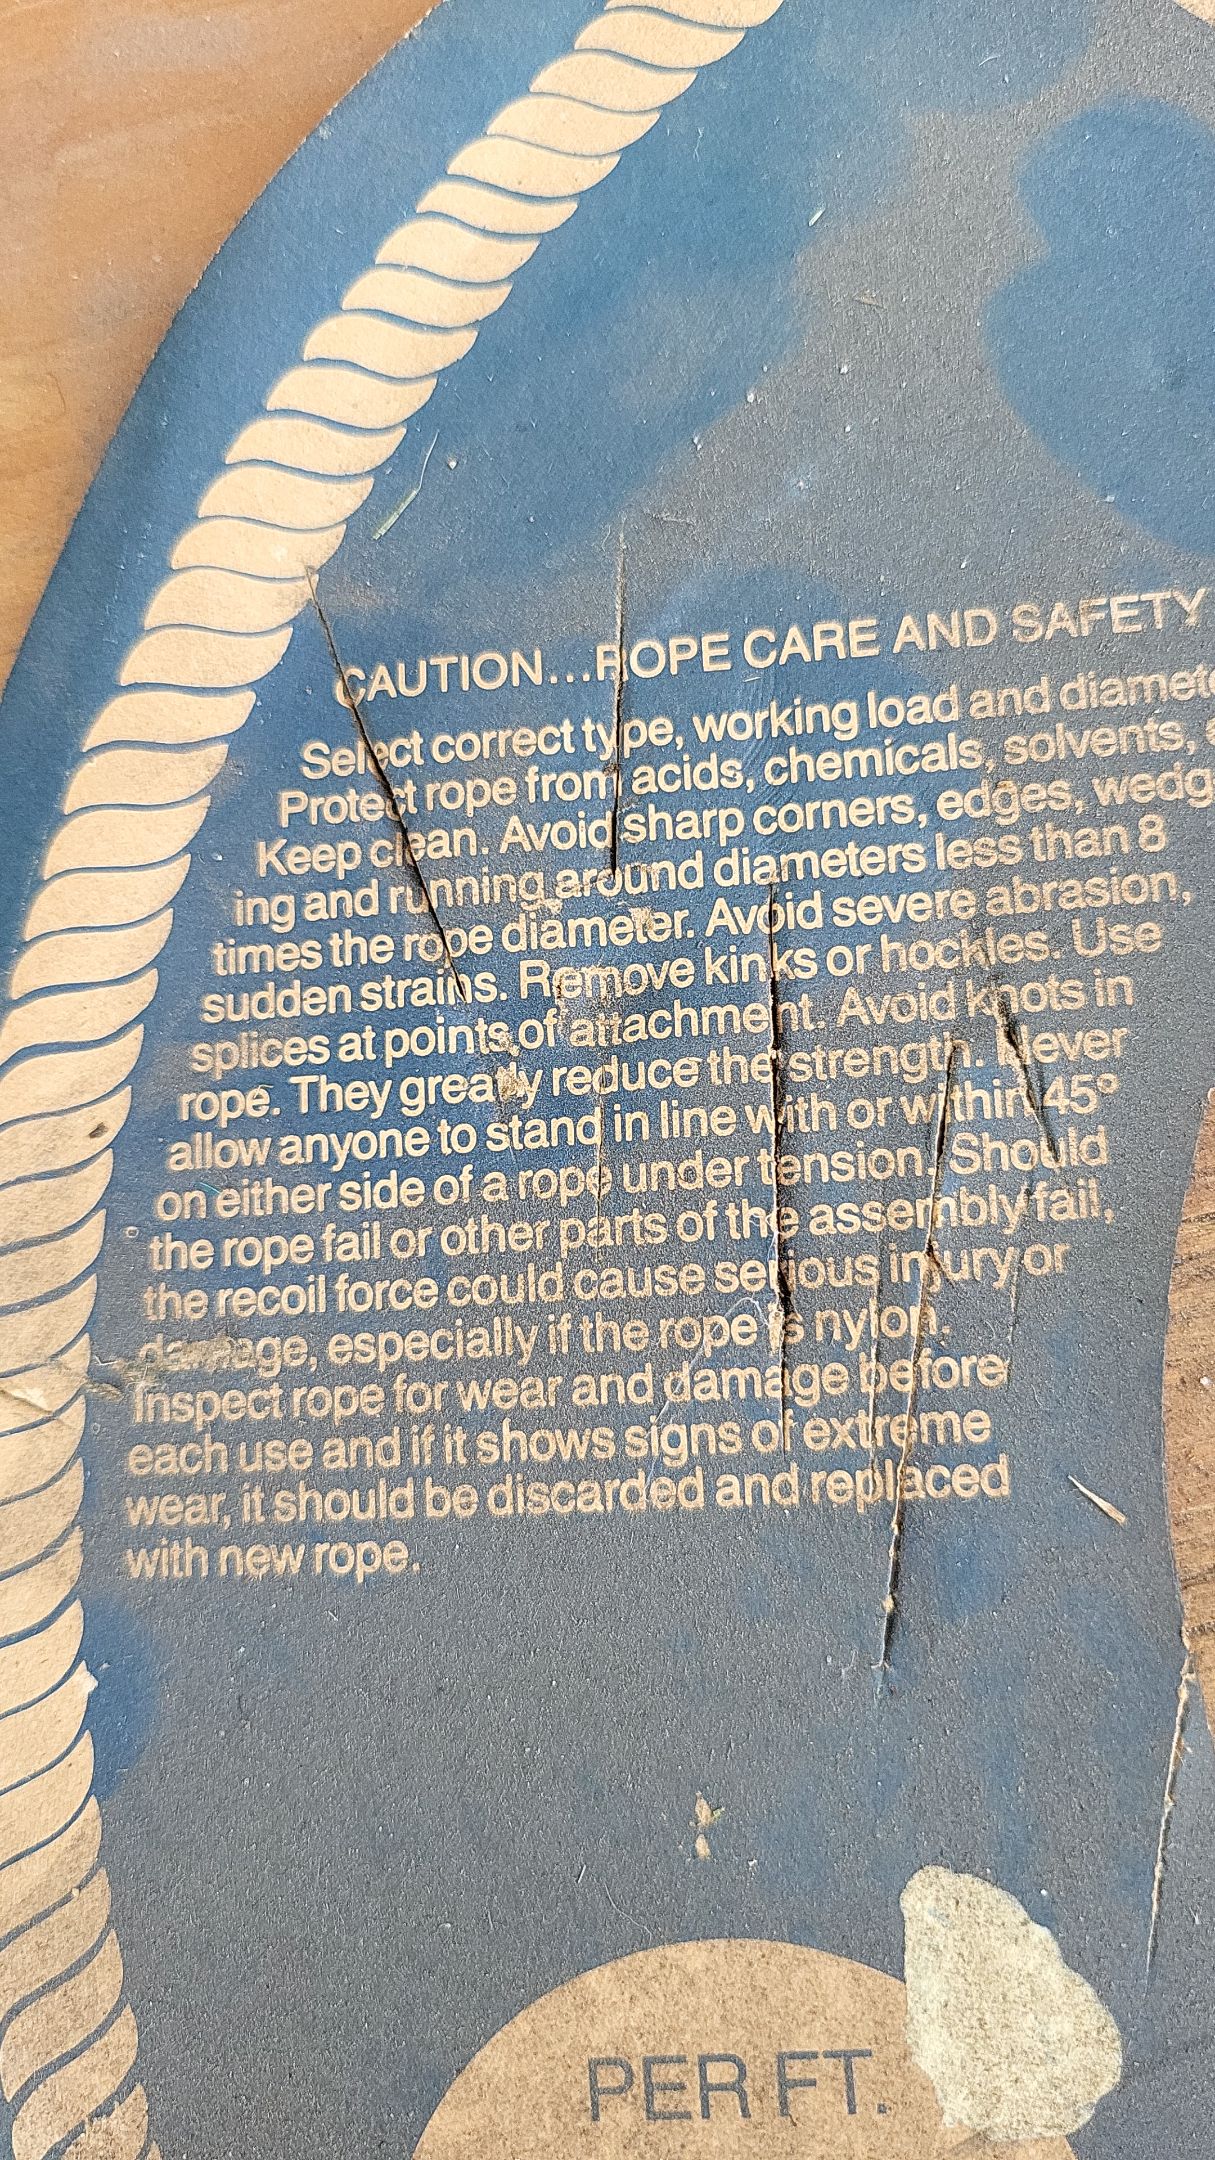 CAUTION...ROPE CARE AND SAFETY
Select correct type, working load and
Protect rope from acids, chemicals, solvents,
Keep clean. Avoid sharp corners, edges, wedg-
ing and running around diameters less than 8
times the rope diameter. Avoid severe abrasion,
sudden strains. Remove kinks or hockles. Use
splices at points of attachment. Avoid knots in
rope. They greatly reduce the strength. Never
allow anyone to stand in line with or within 45°
on either side of a rope under tension. Should
the rope fail or other parts of the assembly fail,
the recoil force could cause serious injury or
damage, especially if the rope is nylon.
Inspect rope for wear and damage before
each use and if it shows signs of extreme
wear, it should be discarded and replaced
with new rope.
PER FT.